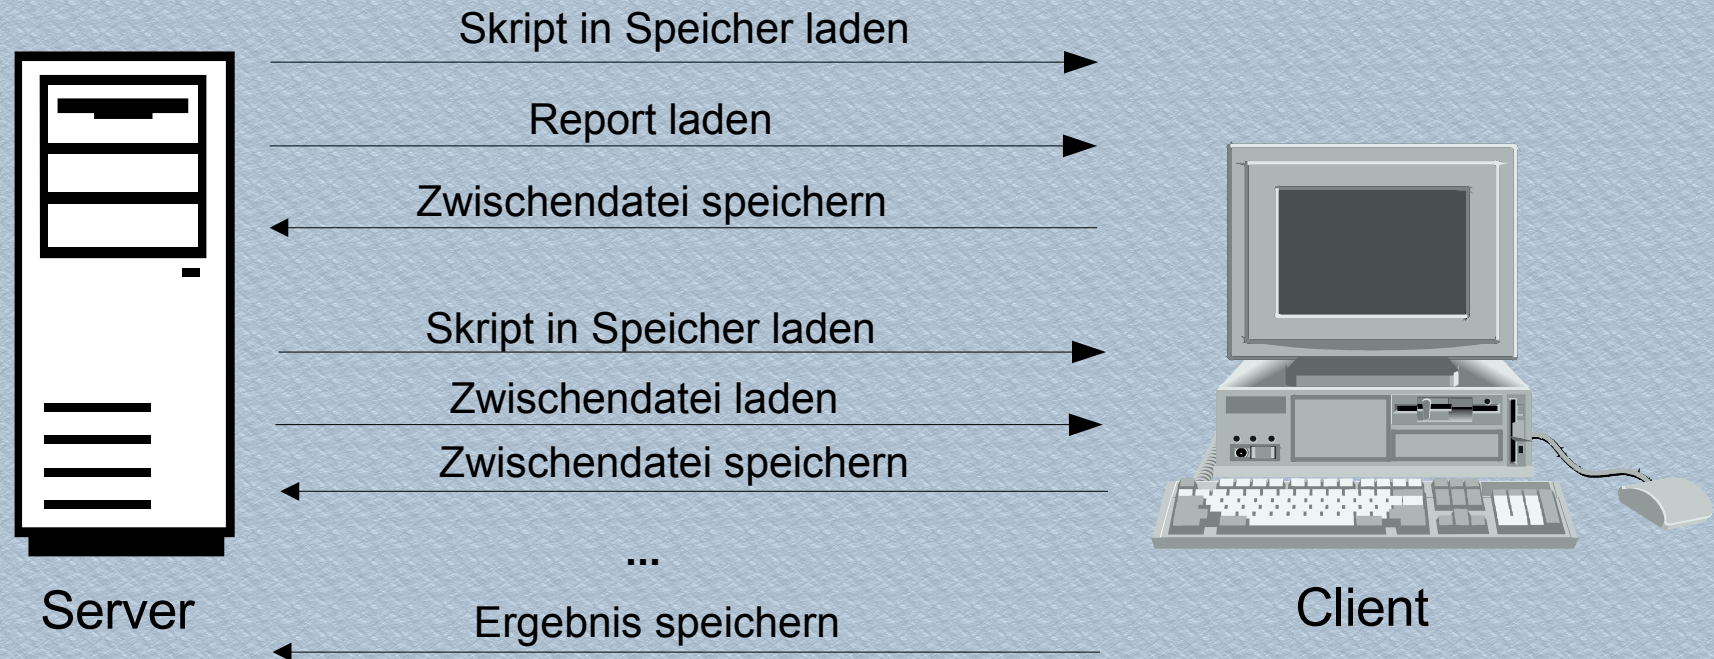 Skript in Speicher laden
Report laden
Zwischendatei speichern
Skript in Speicher laden
Zwischendatei laden
Zwischendatei speichern
...
Server
Client
Ergebnis speichern